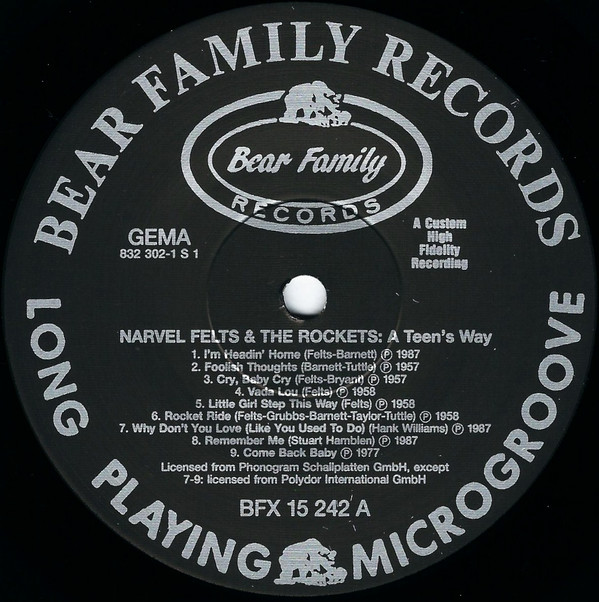 BEAR FAMILY RECORDS
Bear Family
RECORDS
GEMA
832 302-1 S 1
A Custom
High
Fidelity
Recording
NARVEL FELTS & THE ROCKETS: A Teen's Way
1. I'm Headin' Home (Felts-Barnett) ℗ 1987
2. Foolish Thoughts (Barnett-Tuttle) ℗ 1957
3. Cry, Baby Cry (Felts-Bryant) ℗ 1957
4. Vada Lou (Felts) ℗ 1958
5. Little Girl Step This Way (Felts) ℗ 1958
6. Rocket Ride (Felts-Grubbs-Barnett-Taylor-Tuttle) ℗ 1958
7. Why Don't You Love (Like You Used To Do) (Hank Williams) ℗ 1987
8. Remember Me (Stuart Hamblen) ℗ 1987
9. Come Back Baby ℗ 1977
Licensed from Phonogram Schallplatten GmbH, except
7-9: licensed from Polydor International GmbH
BFX 15 242 A
LONG PLAYING MICROGROOVE